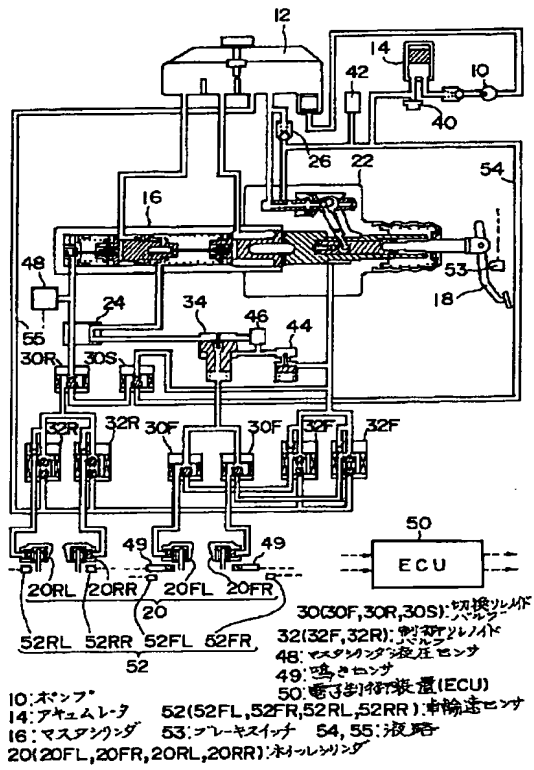 12
14
42
10
40
26
22
54
16
53
18
48
24
34
46
44
55
30R
30S
32R
32R
30F
30F
32F
32F
50
ECU
49
49
20RL
20RR
20FL
20FR
20
52RL
52RR
52FL
52FR
52
30(30F,30R,30S):切換ソレノイドバルブ
32(32F,32R):制御ソレノイドバルブ
48:マスタシリンダ液圧センサ
49:鳴きセンサ
50:電子制御装置(ECU)
10:ポンプ
14:アキュムレータ 52(52FL,52FR,52RL,52RR):車輪速センサ
16:マスタシリンダ 53:ブレーキスイッチ 54,55:液路
20(20FL,20FR,20RL,20RR):ホイールシリンダ